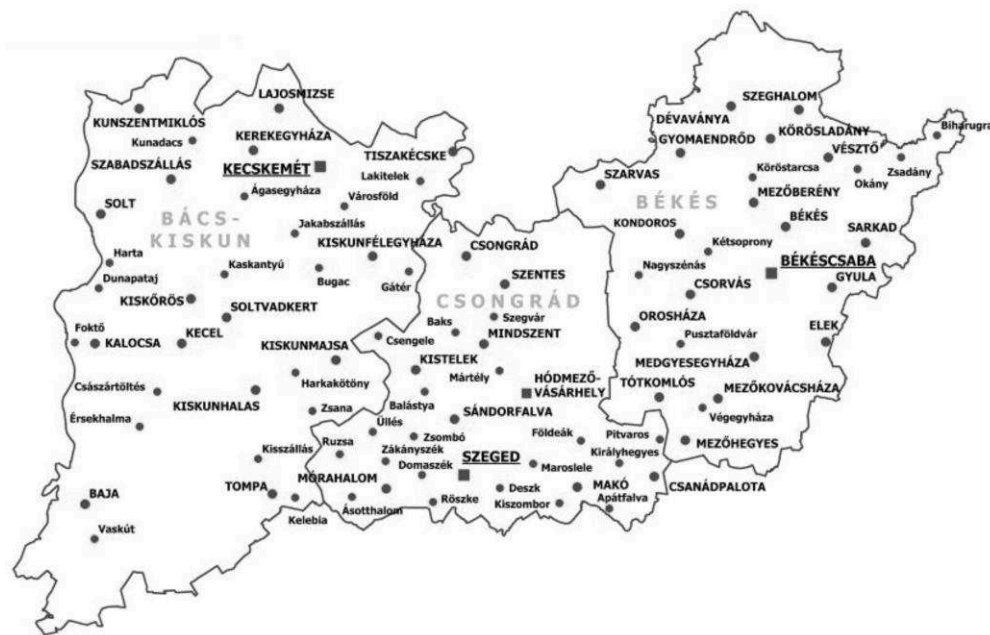 LAJOSMIZSE
KUNSZENTMIKLÓS
Kunadacs
KEREKEGYHÁZA
SZABADSZÁLLÁS
KECSKEMÉT
TISZAKÉCSKE
Lakitelek
Ágasegyháza
Városföld
SOLT
BÁCS-
KISKUN
Jakabszállás
KISKUNFÉLEGYHÁZA
Harta
Dunapataj
Kaskantyú
Bugac
Gátér
KISKŐRÖS
SOLTVADKERT
Foktő
KALOCSA
KECEL
KISKUNMAJSA
Csengele
Császártöltés
Harkakötöny
KISKUNHALAS
Érsekhalma
Zsana
Kisszállás
BAJA
TOMPA
Kelebia
Vaskút
CSONGRÁD
SZENTES
CSONGRÁD
Szegvár
Baks
MINDSZENT
KISTELEK
Mártély
HÓDMEZŐ-
VÁSÁRHELY
Balástya
SÁNDORFALVA
Üllés
Zsombó
Ruzsa
Zákányszék
Földeák
Domaszék
SZEGED
Királyhegyes
Maroslele
MÓRAHALOM
Ásotthalom
Röszke
Deszk
Kiszombor
MAKÓ
Apátfalva
CSANÁDPALOTA
Pitvaros
SZEGHALOM
DÉVAVÁNYA
GYOMAENDRŐD
KÖRÖSLADÁNY
VÉSZTŐ
Biharugra
Zsadány
Okány
Köröstarcsa
SZARVAS
BÉKÉS
MEZŐBERÉNY
KONDOROS
BÉKÉS
SARKAD
Kétsoprony
BÉKÉSCSABA
Nagyszénás
GYULA
CSORVÁS
OROSHÁZA
Pusztaföldvár
ELEK
MEDGYESEGYHÁZA
TÓTKOMLÓS
MEZŐKOVÁCSHÁZA
Végegyháza
MEZŐHEGYES